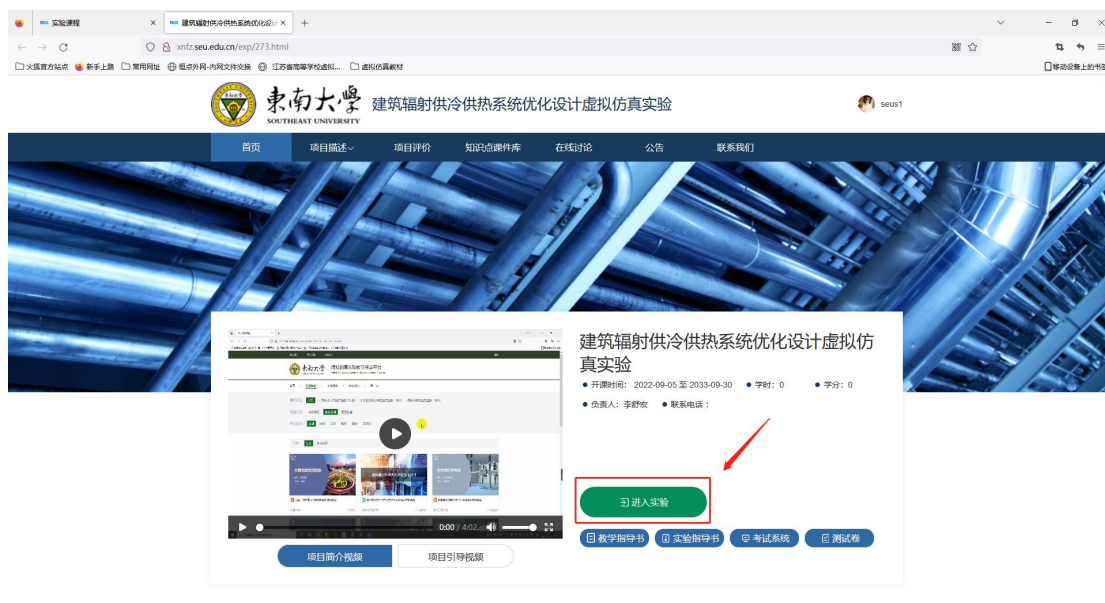 实验课程
建筑辐射供冷供热系统优化设计
xnfz.seu.edu.cn/exp/273.html
火狐官方站点 新手上路 常用网址 恒点外网-内网文件交换 江苏省高等学校虚拟... 虚拟仿真教材
移动设备上的书签
東南大學
SOUTHEAST UNIVERSITY
建筑辐射供冷供热系统优化设计虚拟仿真实验
seus1
首页 项目描述 项目评价 知识点课件库 在线讨论 公告 联系我们
建筑辐射供冷供热系统优化设计虚拟仿
真实验
• 开课时间: 2022-09-05 至 2033-09-30 • 学时: 0 • 学分: 0
• 负责人: 李舒宏 • 联系电话:
进入实验
0:00 / 4:02
教学指导书 实验指导书 考试系统 测试卷
项目简介视频 项目引导视频